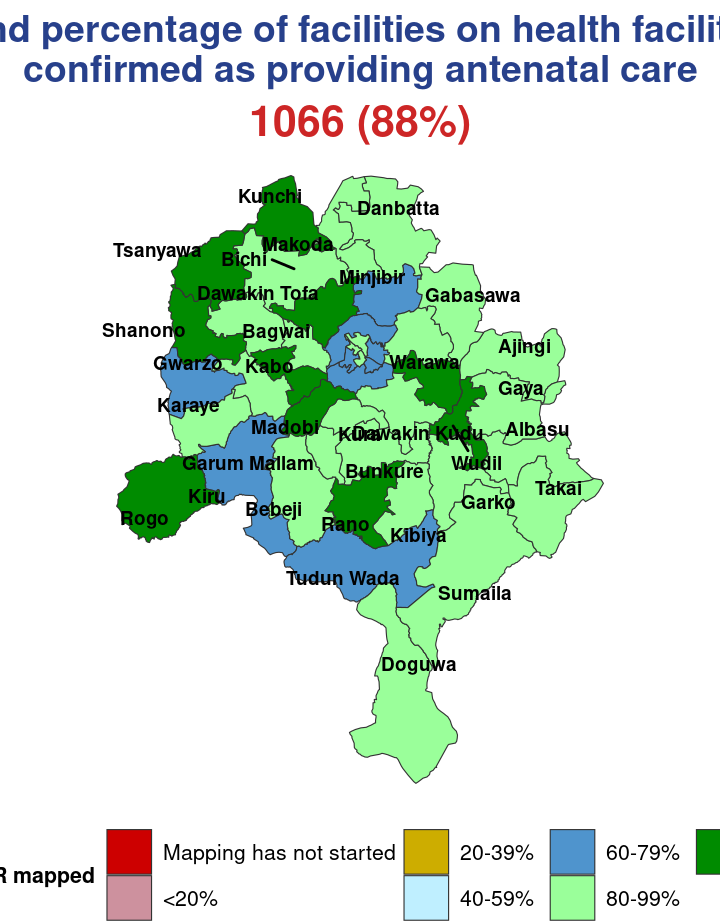 nd percentage of facilities on health facilit
confirmed as providing antenatal care
1066 (88%)
Kunchi
Danbatta
Makoda
Tsanyawa
Bichi
Minjibir
Dawakin Tofa
Gabasawa
Shanono
Bagwai
Ajingi
Gwarzo
Kabo
Warawa
Gaya
Karaye
Madobi
Kura
Dawakin Kudu
Albasu
Garum Mallam
Bunkure
Wudil
Kiru
Takai
Rogo
Bebeji
Rano
Garko
Kibiya
Tudun Wada
Sumaila
Doguwa
R mapped
Mapping has not started
20-39%
60-79%
<20%
40-59%
80-99%